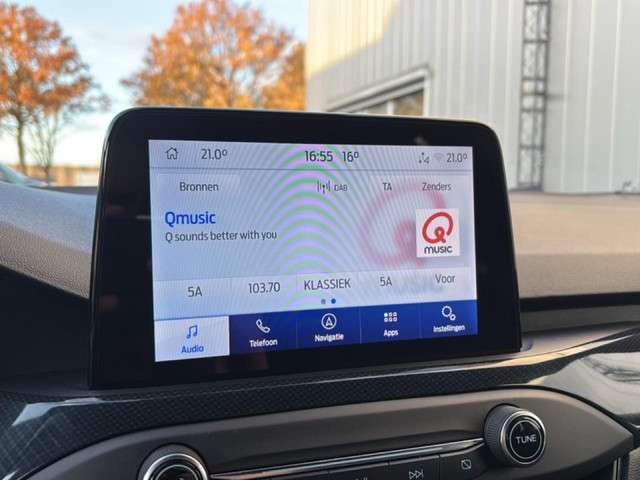 21.0° 16:55 16° 21.0°
Bronnen DAB TA Zenders
Qmusic
Q sounds better with you
Q
MUSIC
5A 103.70 KLASSIEK 5A Voor
Audio Telefoon Navigatie Apps Instellingen
TUNE